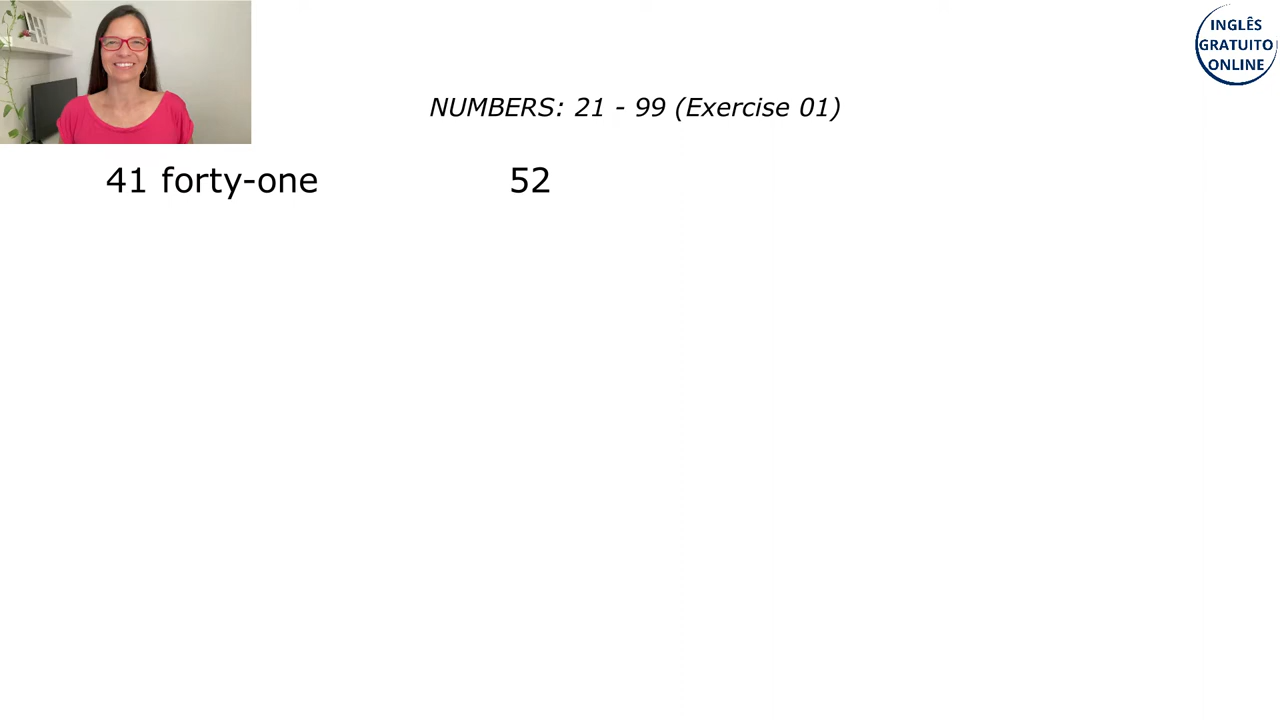 INGLÊS
GRATUITO
ONLINE
NUMBERS: 21 - 99 (Exercise 01)
41 forty-one 52